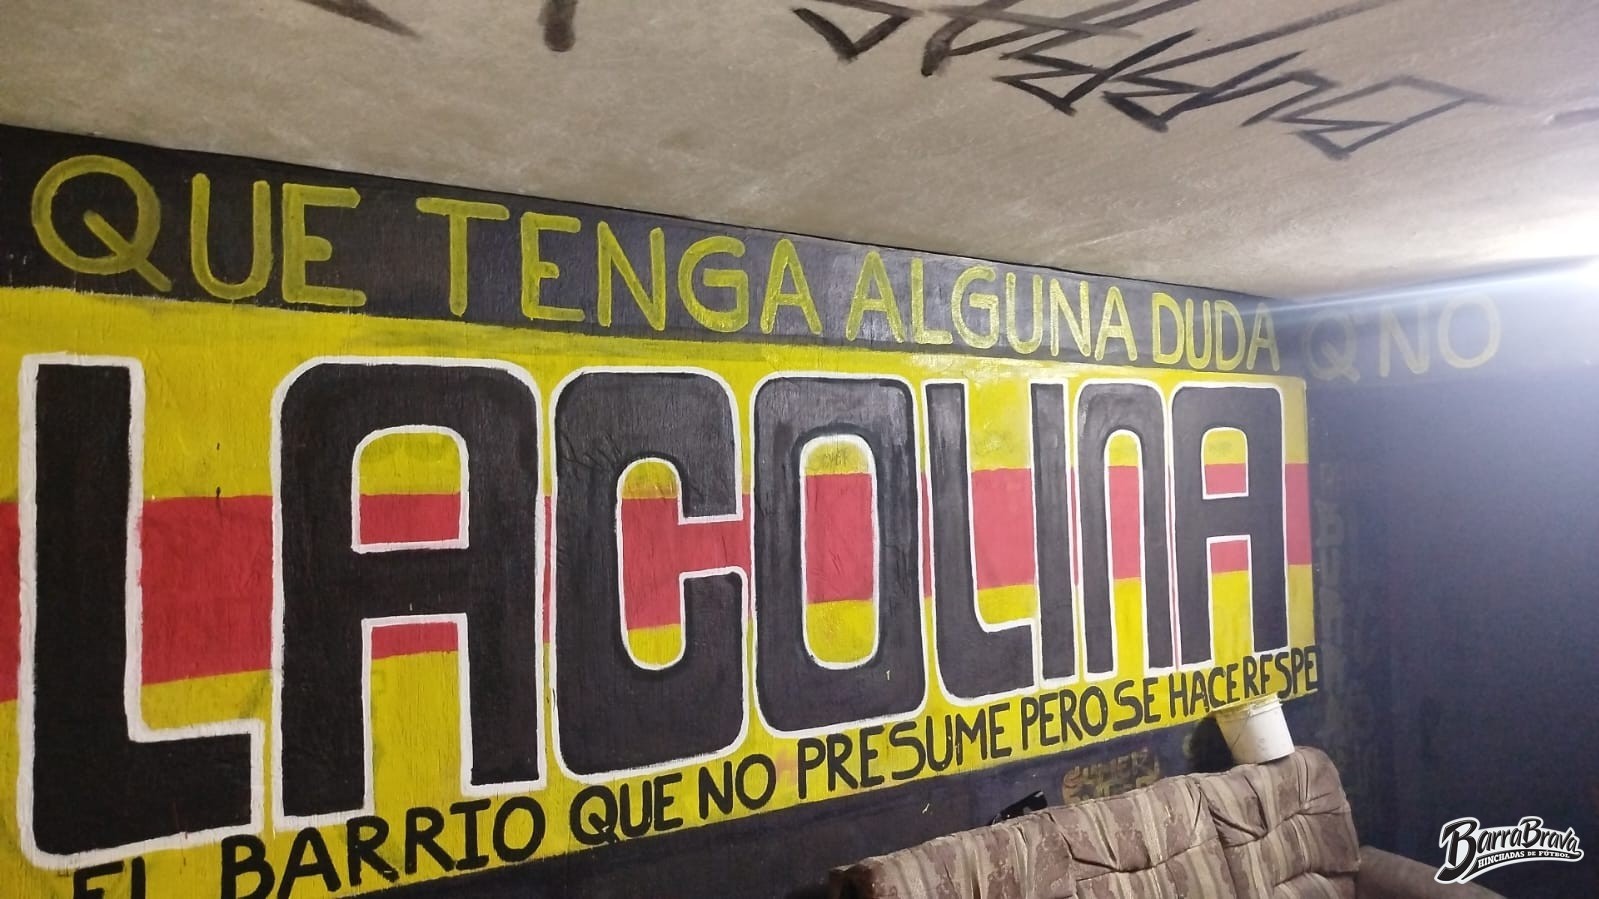 QUE TENGA ALGUNA DUDA Q NO
LACOLINA
EL BARRIO QUE NO PRESUME PERO SE HACE RESPE
BarraBrava
HINCHADAS DE FÚTBOL